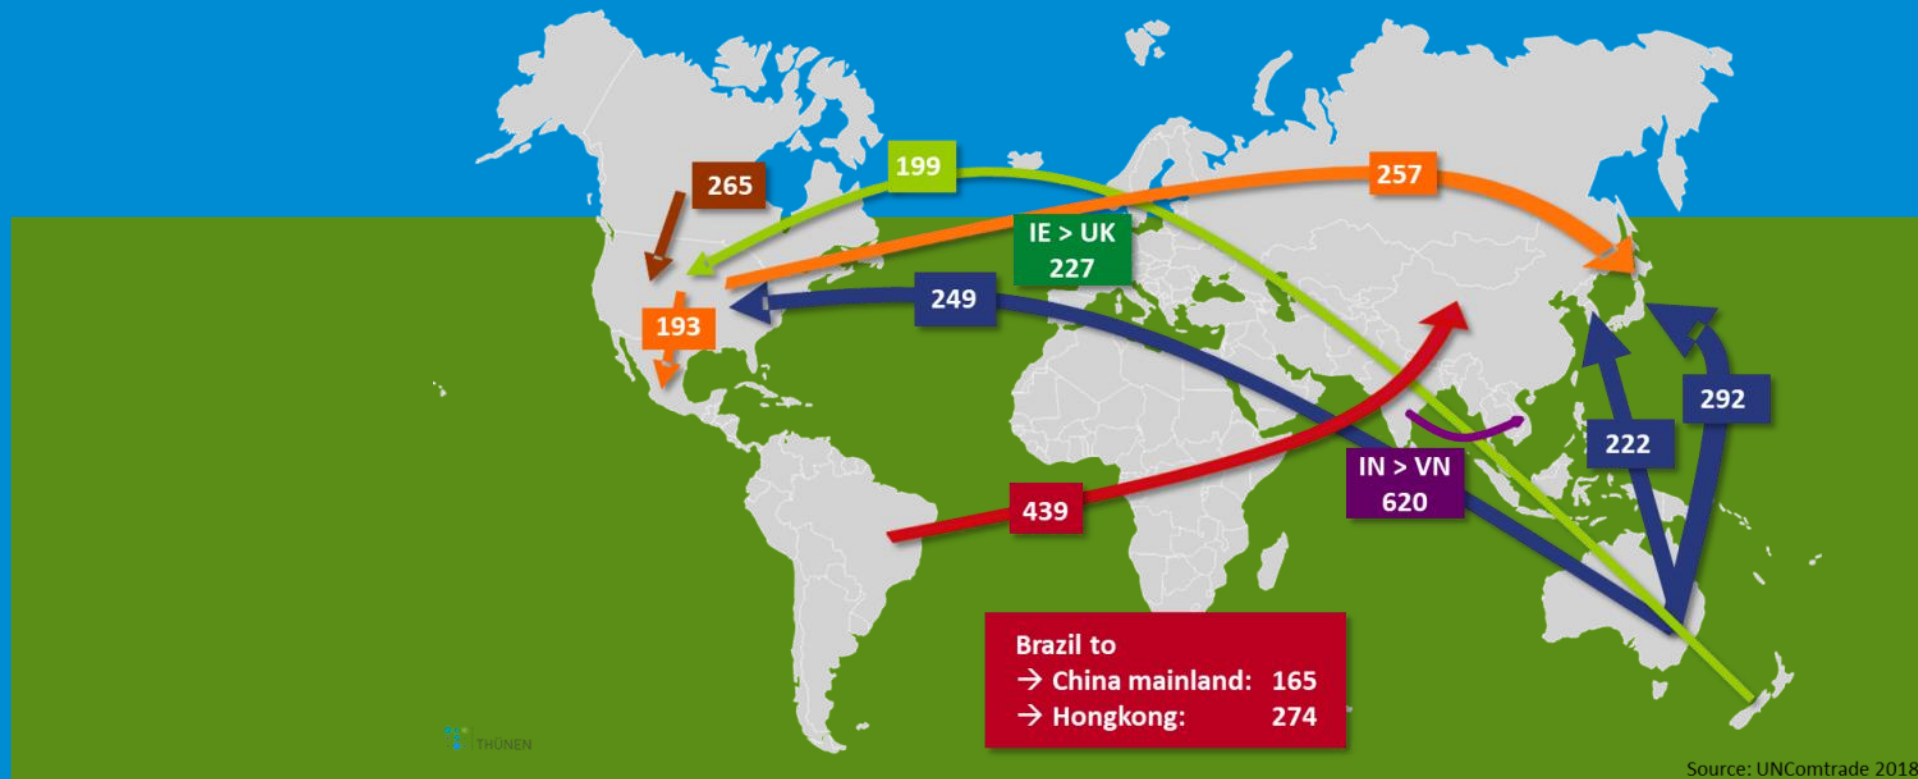 199
257
265
IE > UK
227
249
193
292
222
IN > VN
620
439
Brazil to
→ China mainland: 165
→ Hongkong: 274
THÜNEN
Source: UNComtrade 2018